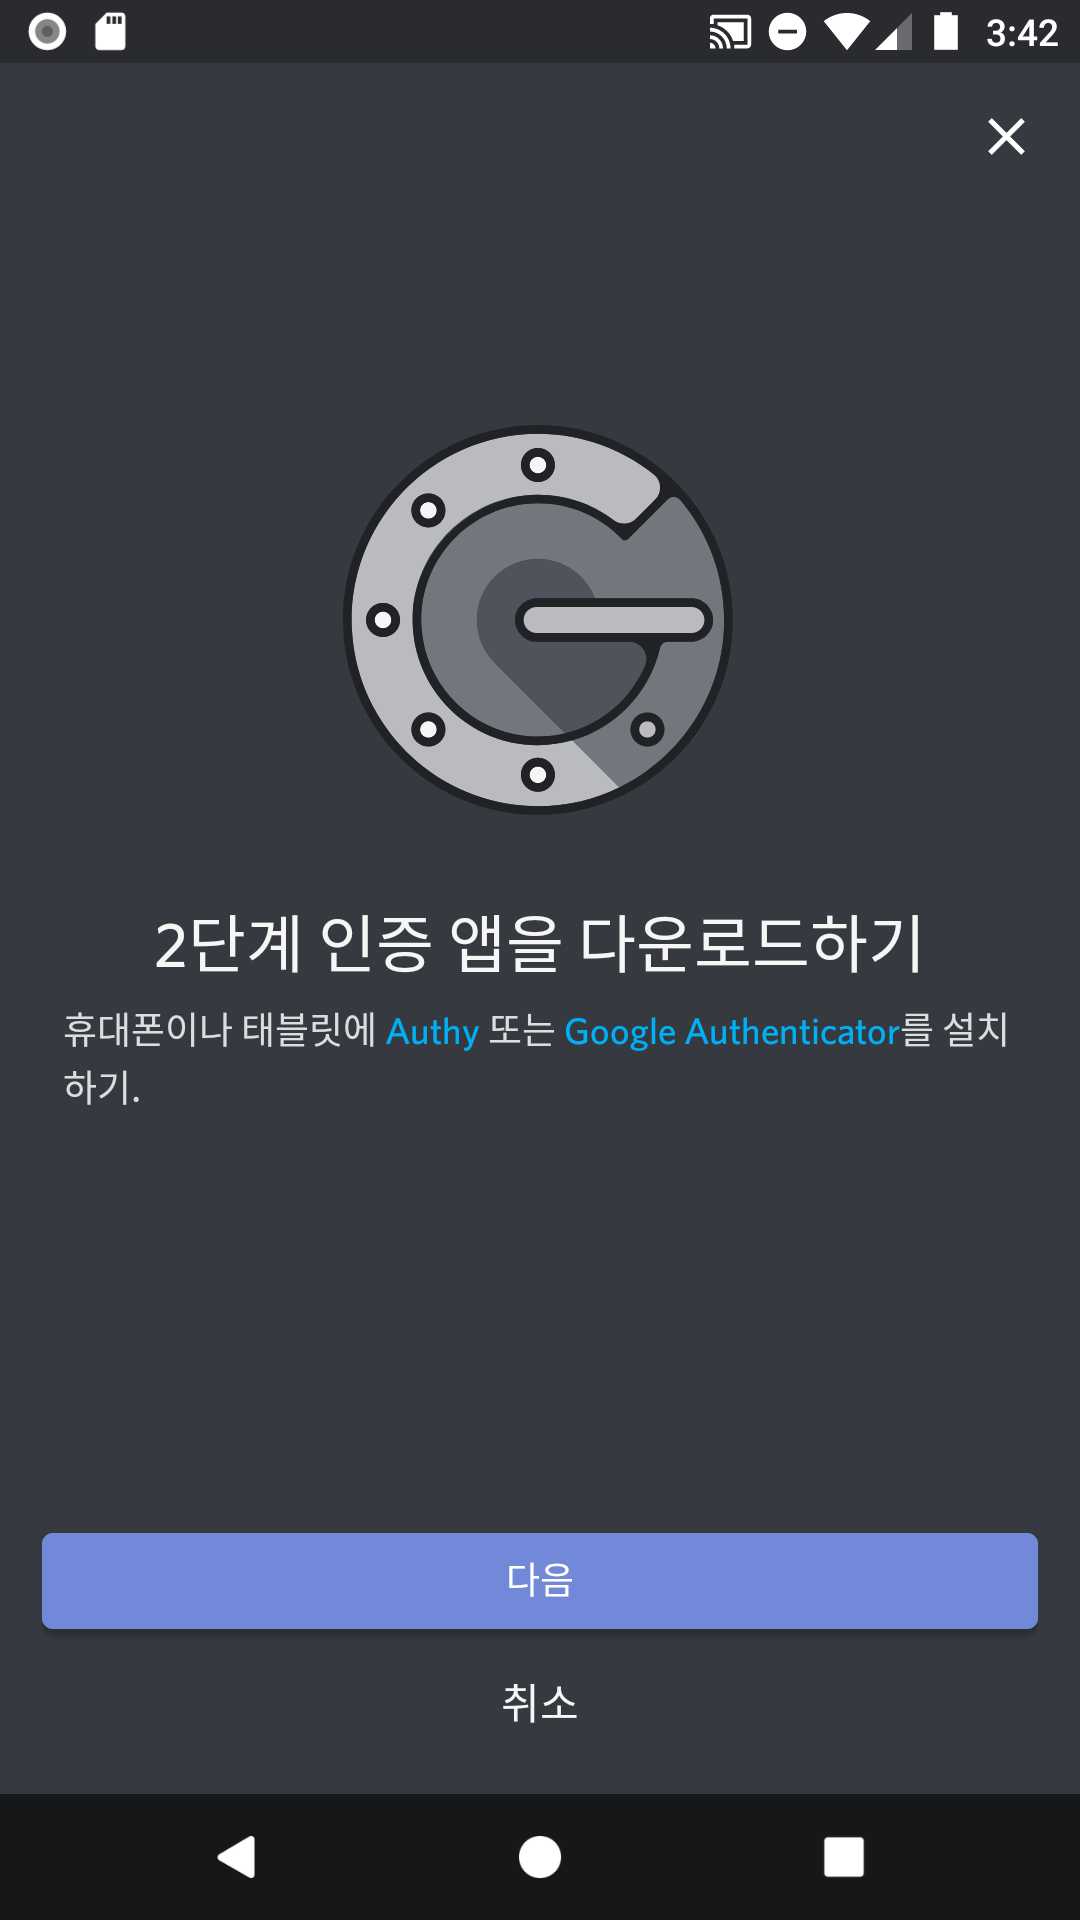 3:42
2단계 인증 앱을 다운로드하기
휴대폰이나 태블릿에 Authy 또는 Google Authenticator를 설치
하기.
다음
취소